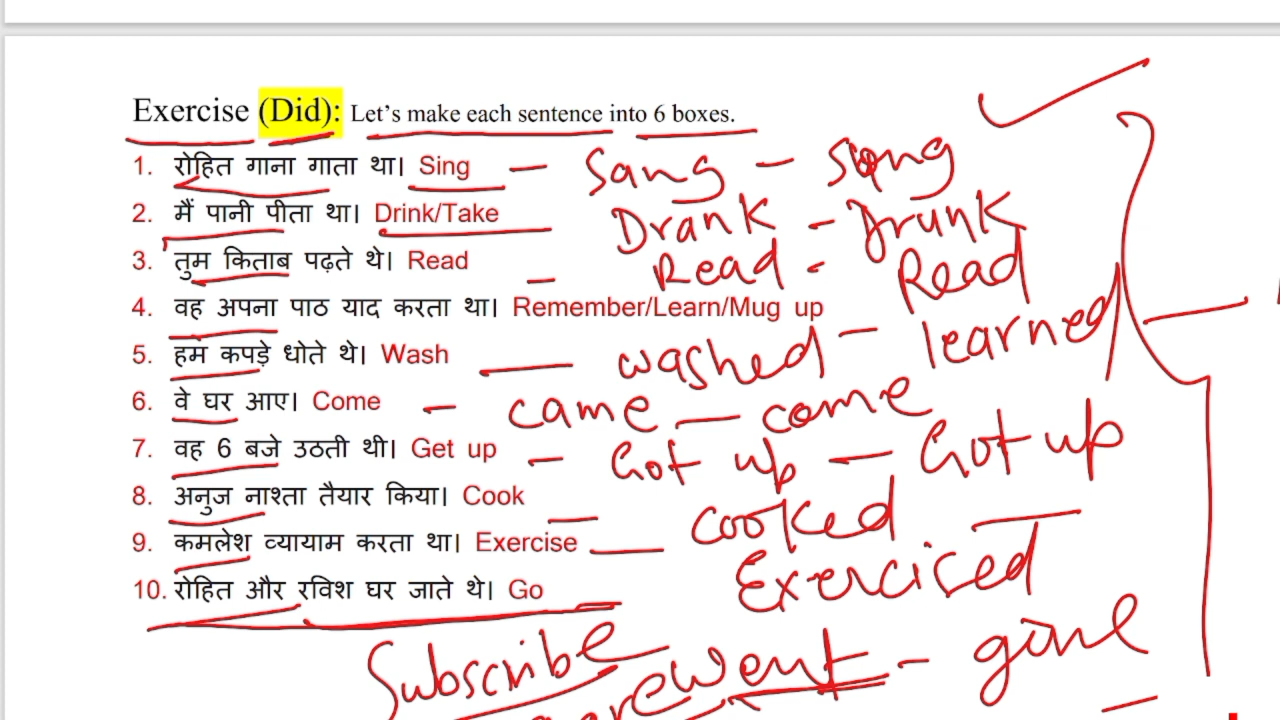 Exercise (Did): Let's make each sentence into 6 boxes.
1. रोहित गाना गाता था। Sing — Sang — Sung
2. मैं पानी पीता था। Drink/Take Drank - Drunk
3. तुम किताब पढ़ते थे। Read — Read - Read
4. वह अपना पाठ याद करता था। Remember/Learn/Mug up — learned
5. हम कपड़े धोते थे। Wash — washed
6. वे घर आए। Come — came — come
7. वह 6 बजे उठती थी। Get up — Got up — Got up
8. अनुज नाश्ता तैयार किया। Cook — cooked —
9. कमलेश व्यायाम करता था। Exercise — Exercised
10. रोहित और रविश घर जाते थे। Go —
Subscribe went - gone